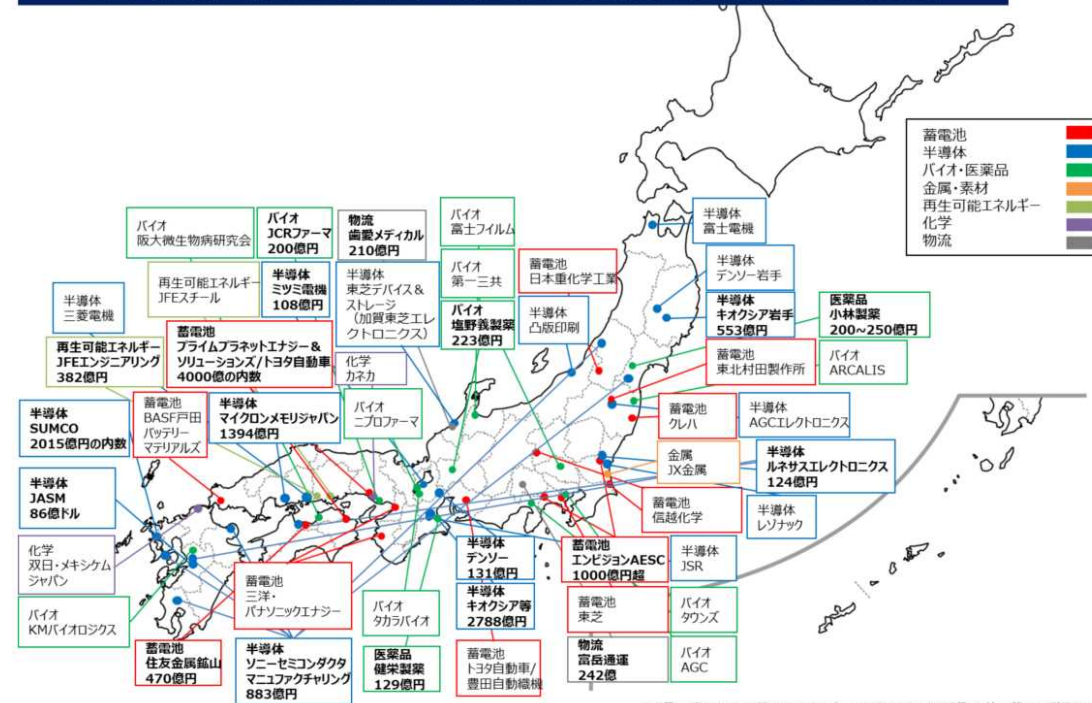 蓄電池
半導体
バイオ・医薬品
金属・素材
再生可能エネルギー
化学
物流
バイオ
阪大微生物病研究会
バイオ
JCRファーマ
200億円
物流
歯愛メディカル
210億円
バイオ
富士フイルム
半導体
富士電機
再生可能エネルギー
JFEスチール
半導体
ミツミ電機
108億円
半導体
東芝デバイス&
ストレージ
(加賀東芝エレ
クトロニクス)
バイオ
第一三共
蓄電池
日本重化学工業
半導体
デンソー岩手
半導体
三菱電機
半導体
キオクシア岩手
553億円
医薬品
小林製薬
200~250億円
バイオ
塩野義製薬
223億円
半導体
凸版印刷
再生可能エネルギー
JFEエンジニアリング
382億円
蓄電池
プライムプラネットエナジー&
ソリューションズ/トヨタ自動車
4000億の内数
化学
カネカ
蓄電池
東北村田製作所
バイオ
ARCALIS
半導体
SUMCO
2015億円の内数
蓄電池
BASF戸田
バッテリー
マテリアルズ
半導体
マイクロンメモリジャパン
1394億円
バイオ
ニプロファーマ
蓄電池
クレハ
半導体
AGCエレクトロニクス
金属
JX金属
半導体
ルネサスエレクトロニクス
124億円
半導体
JASM
86億ドル
蓄電池
信越化学
半導体
レゾナック
化学
双日・メキシケム
ジャパン
半導体
デンソー
131億円
蓄電池
エンビジョンAESC
1000億円超
半導体
JSR
蓄電池
三洋・
パナソニックエナジー
バイオ
タカラバイオ
半導体
キオクシア等
2788億円
蓄電池
東芝
バイオ
タウンズ
バイオ
KMバイオロジクス
蓄電池
住友金属鉱山
470億円
半導体
ソニーセミコンダクタ
マニュファクチャリング
883億円
医薬品
健栄製薬
129億円
蓄電池
トヨタ自動車/
豊田自動織機
物流
富岳通運
242億
バイオ
AGC